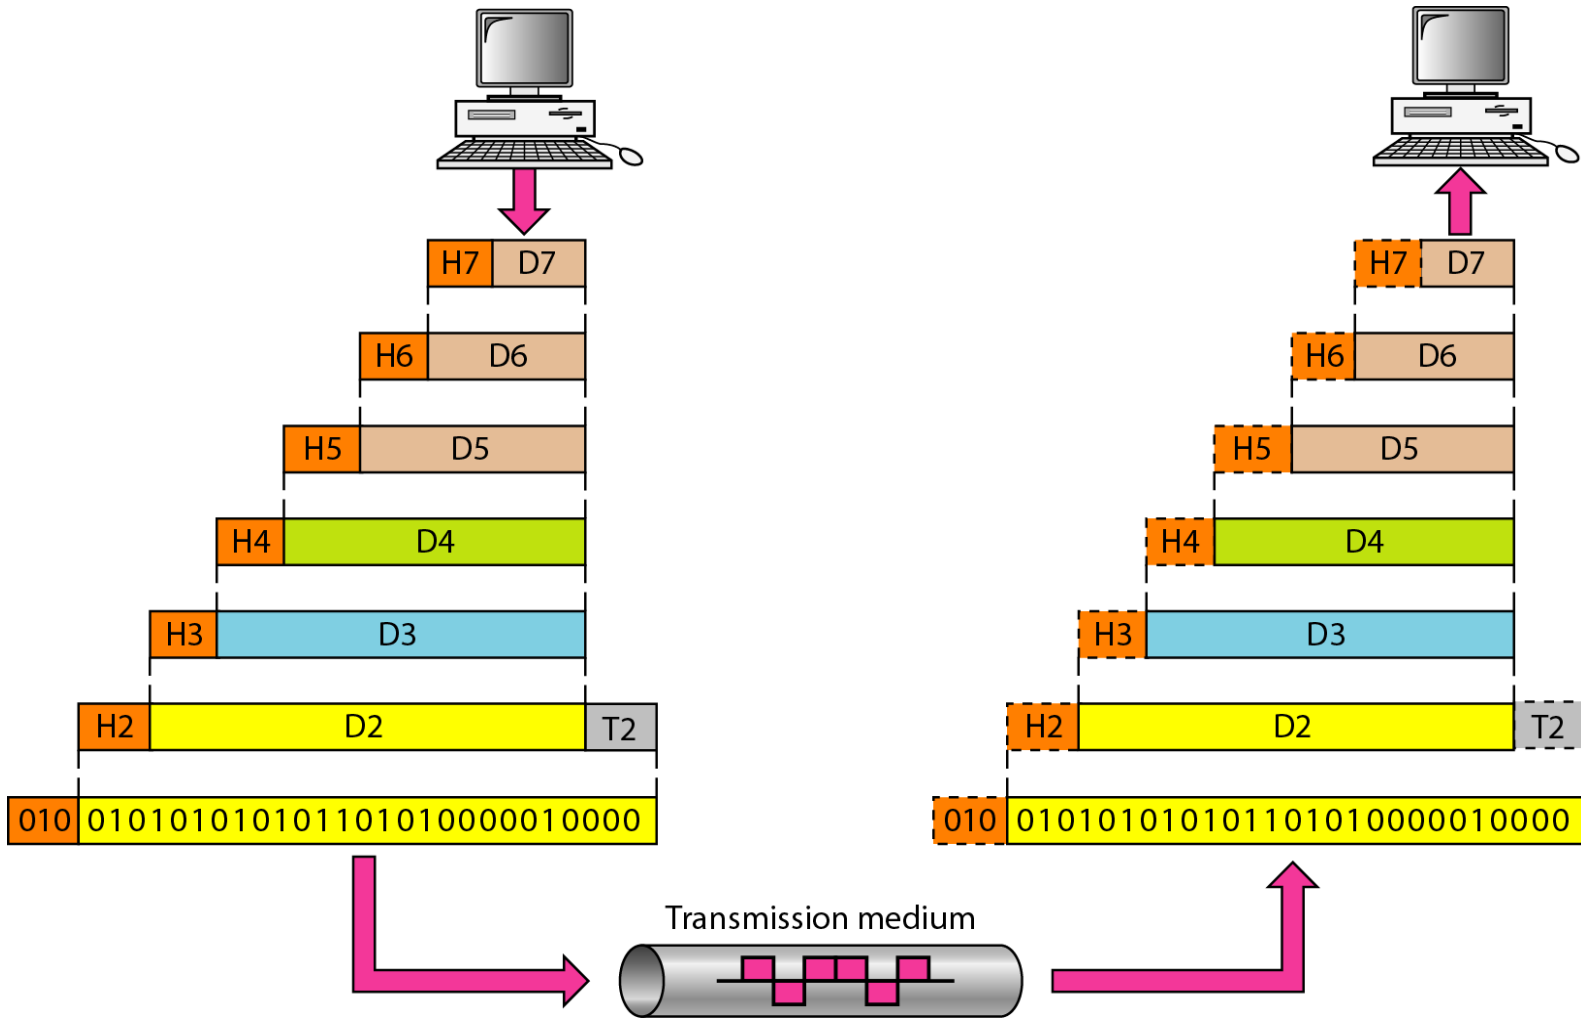 H7 D7 H7 D7
H6 D6 H6 D6
H5 D5 H5 D5
H4 D4 H4 D4
H3 D3 H3 D3
H2 D2 T2 H2 D2 T2
010 010101010101101010000010000 010 010101010101101010000010000
Transmission medium